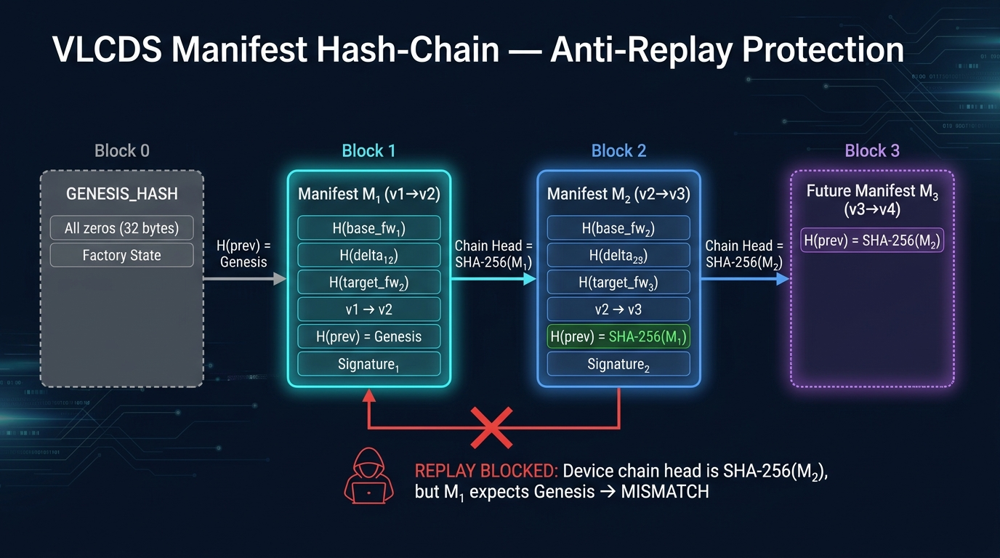 VLCDS Manifest Hash-Chain — Anti-Replay Protection
Block 0
GENESIS_HASH
All zeros (32 bytes)
Factory State
H(prev) =
Genesis
Block 1
Manifest M₁ (v1→v2)
H(base_fw₁)
H(delta₁₂)
H(target_fw₂)
v1 → v2
H(prev) = Genesis
Signature₁
Chain Head =
SHA-256(M₁)
Block 2
Manifest M₂ (v2→v3)
H(base_fw₂)
H(delta₂₃)
H(target_fw₃)
v2 → v3
H(prev) = SHA-256(M₁)
Signature₂
Chain Head =
SHA-256(M₂)
Block 3
Future Manifest M₃
(v3→v4)
H(prev) = SHA-256(M₂)
REPLAY BLOCKED: Device chain head is SHA-256(M₂),
but M₁ expects Genesis → MISMATCH